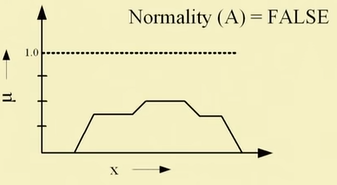 Normality (A) = FALSE
1.0
μ
x